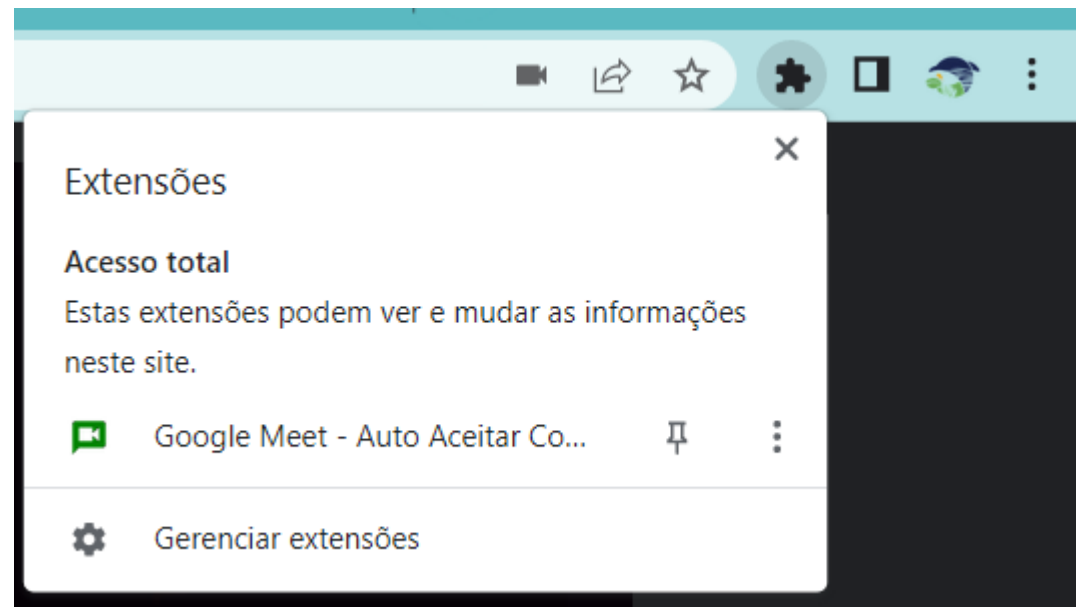 Extensões
Acesso total
Estas extensões podem ver e mudar as informações
neste site.
Google Meet - Auto Aceitar Co...
Gerenciar extensões